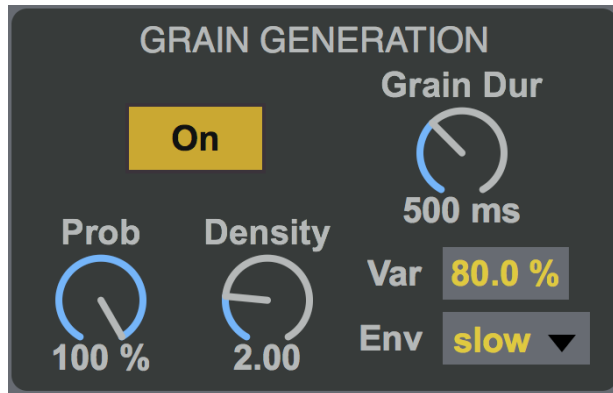 GRAIN GENERATION
Grain Dur
On
500 ms
Prob
Density
Var 80.0 %
100 %
2.00
Env slow